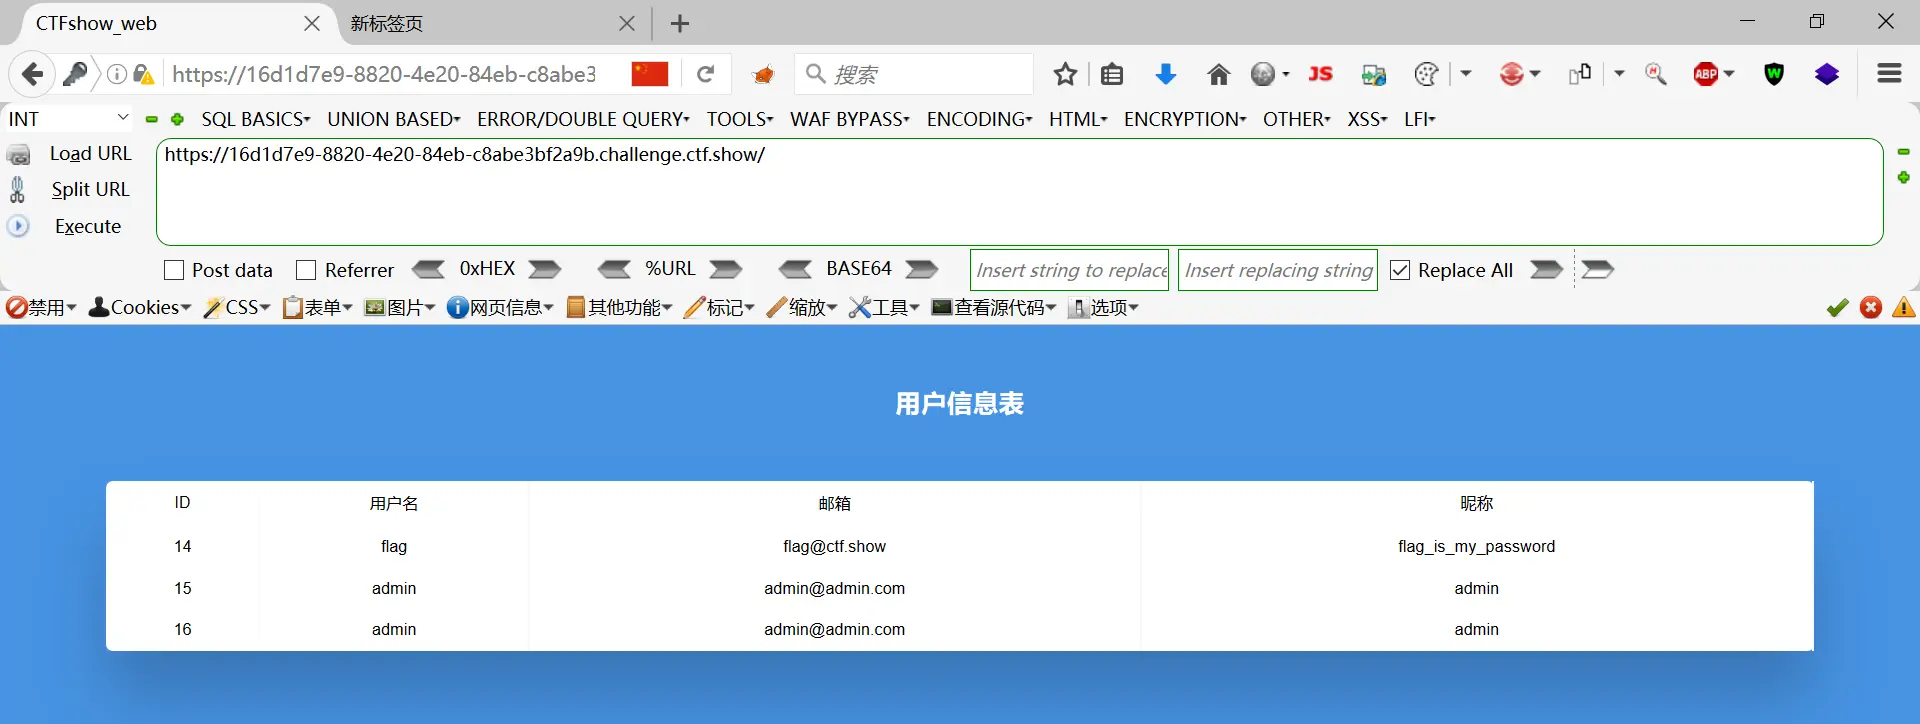 CTFshow_web 新标签页
https://16d1d7e9-8820-4e20-84eb-c8abe3 搜索 JS ABP W
INT SQL BASICS UNION BASED ERROR/DOUBLE QUERY TOOLS WAF BYPASS ENCODING HTML ENCRYPTION OTHER XSS LFI
Load URL https://16d1d7e9-8820-4e20-84eb-c8abe3bf2a9b.challenge.ctf.show/
Split URL
Execute
Post data Referrer 0xHEX %URL BASE64 Insert string to replace Insert replacing string Replace All
禁用 Cookies CSS 表单 图片 网页信息 其他功能 标记 缩放 工具 查看源代码 选项
用户信息表
ID 用户名 邮箱 昵称
14 flag flag@ctf.show flag_is_my_password
15 admin admin@admin.com admin
16 admin admin@admin.com admin